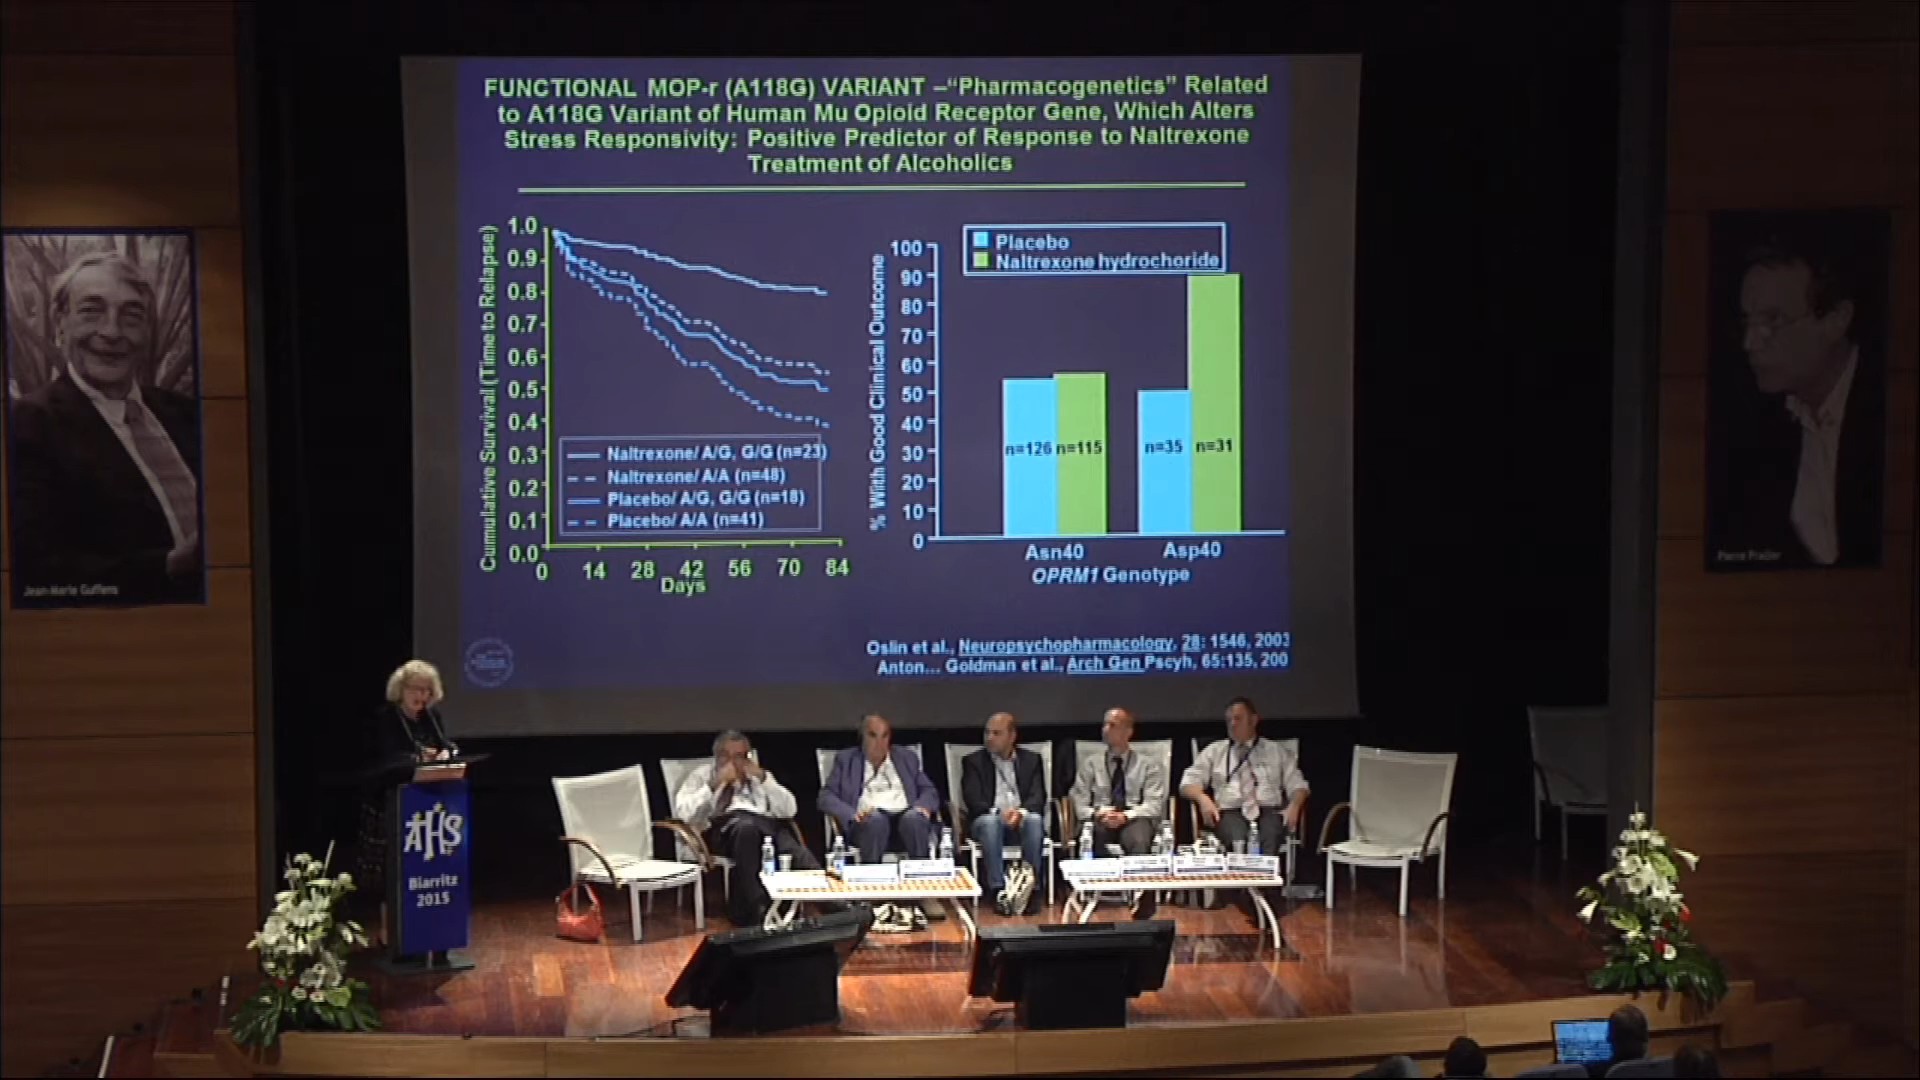 FUNCTIONAL MOP-r (A118G) VARIANT –“Pharmacogenetics” Related
to A118G Variant of Human Mu Opioid Receptor Gene, Which Alters
Stress Responsivity: Positive Predictor of Response to Naltrexone
Treatment of Alcoholics
Cumulative Survival (Time to Relapse)
1.0
0.9
0.8
0.7
0.6
0.5
0.4
0.3
0.2
0.1
0.0
Naltrexone/ A/G, G/G (n=23)
Naltrexone/ A/A (n=48)
Placebo/ A/G, G/G (n=18)
Placebo/ A/A (n=41)
0 14 28 42 56 70 84
Days
% With Good Clinical Outcome
100
90
80
70
60
50
40
30
20
10
0
Placebo
Naltrexone hydrochoride
n=126 n=115 n=35 n=31
Asn40 Asp40
OPRM1 Genotype
Oslin et al., Neuropsychopharmacology, 28: 1546, 2003
Anton... Goldman et al., Arch Gen Pscyh, 65:135, 200
Jean-Marie Guffens
Pierre Prader
AHS
Biarritz
2015